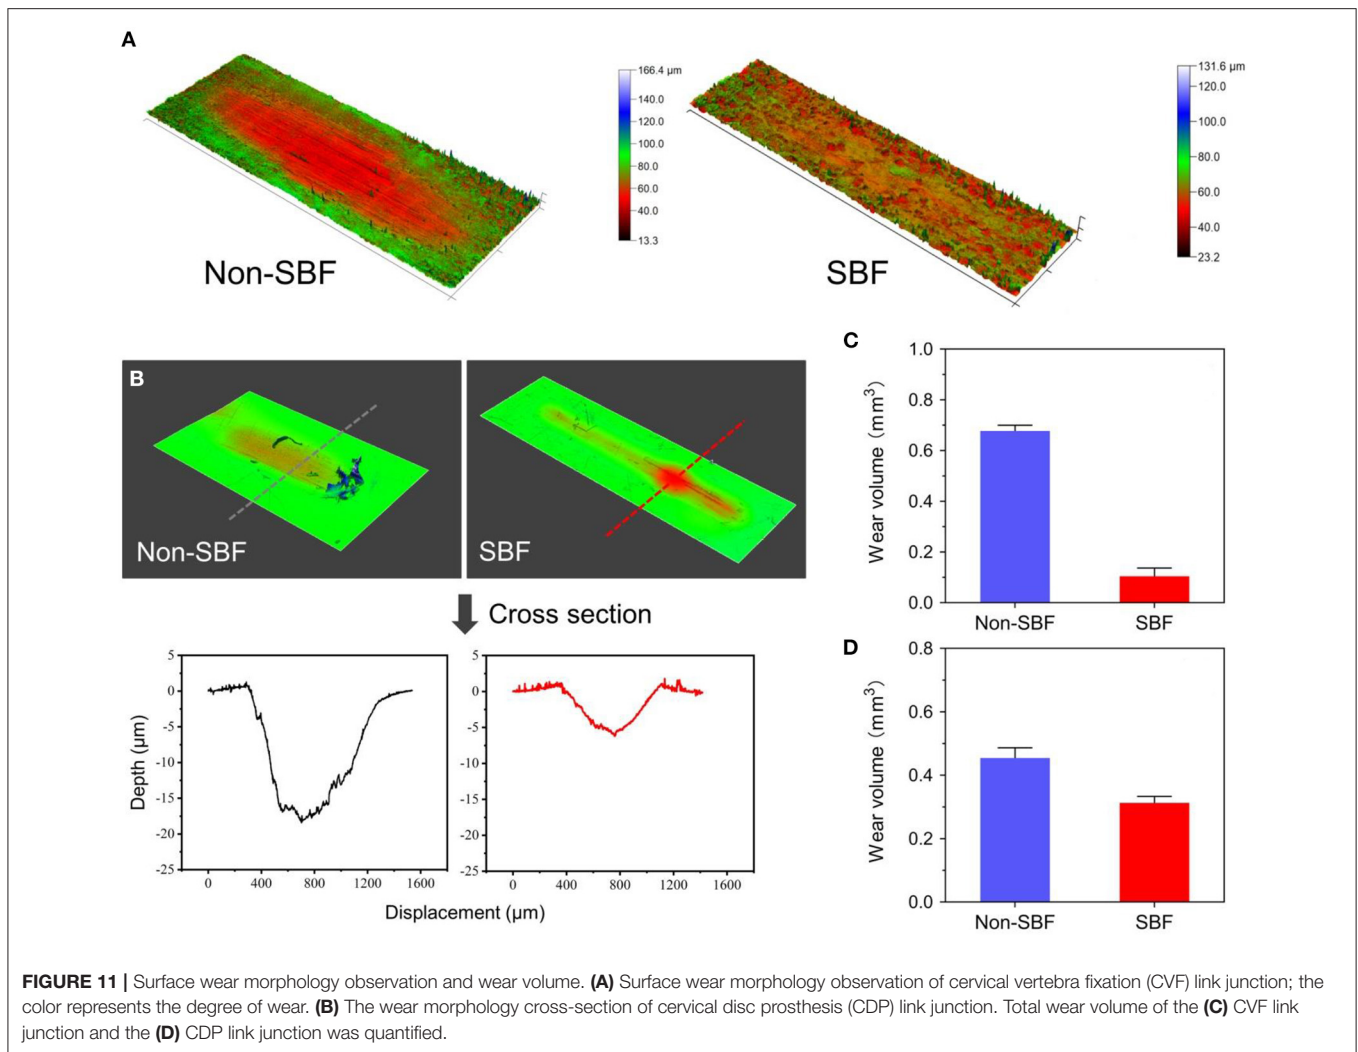 A
166.4 μm
140.0
120.0
100.0
80.0
60.0
40.0
13.3
Non-SBF
131.6 μm
120.0
100.0
80.0
60.0
40.0
23.2
SBF
B
Non-SBF
SBF
Cross section
5
0
-5
-10
-15
-20
-25
Depth (μm)
0
400
800
1200
1600
5
0
-5
-10
-15
-20
-25
0
400
800
1200
1600
Displacement (μm)
C
1.0
0.8
0.6
0.4
0.2
0.0
Wear volume (mm³)
Non-SBF
SBF
D
0.8
0.6
0.4
0.2
0.0
Wear volume (mm³)
Non-SBF
SBF
FIGURE 11 | Surface wear morphology observation and wear volume. (A) Surface wear morphology observation of cervical vertebra fixation (CVF) link junction; the
color represents the degree of wear. (B) The wear morphology cross-section of cervical disc prosthesis (CDP) link junction. Total wear volume of the (C) CVF link
junction and the (D) CDP link junction was quantified.